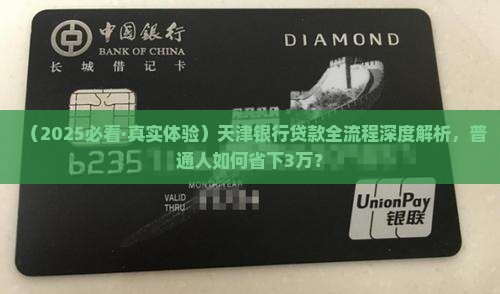 中國銀行
BANK OF CHINA
DIAMOND
长城借记卡
（2025必看·真实体验）天津银行贷款全流程深度解析，普
通人如何省下3万？
6235
VALID
THRU
UnionPay
银联